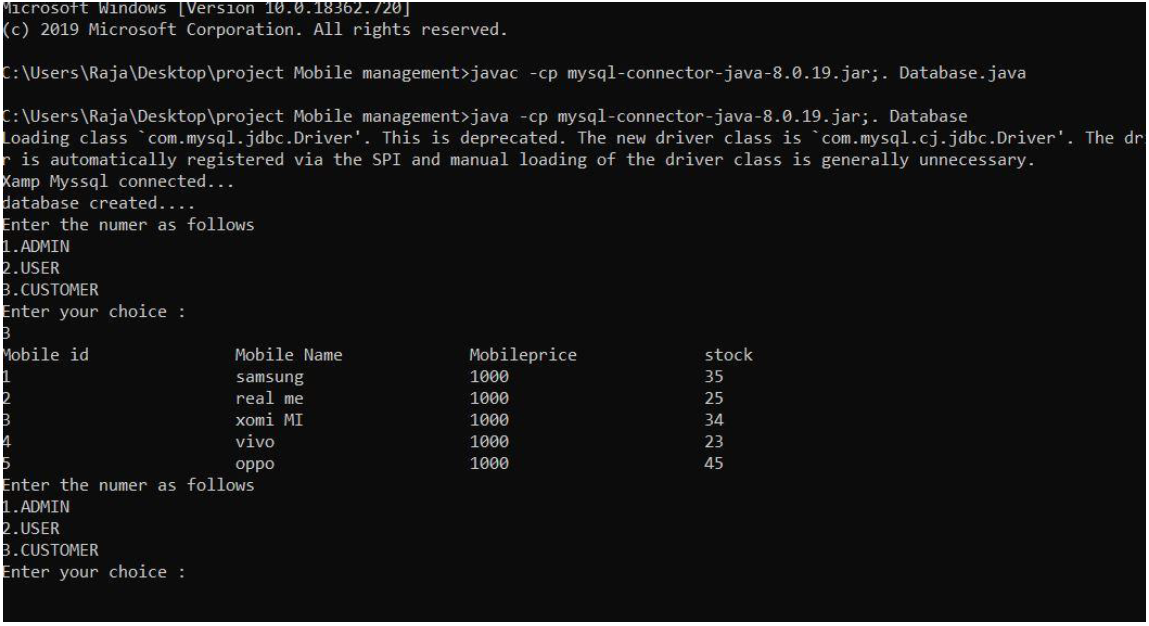 Microsoft Windows [Version 10.0.18362.720]
(c) 2019 Microsoft Corporation. All rights reserved.
C:\Users\Raja\Desktop\project Mobile management>javac -cp mysql-connector-java-8.0.19.jar;. Database.java
C:\Users\Raja\Desktop\project Mobile management>java -cp mysql-connector-java-8.0.19.jar;. Database
Loading class `com.mysql.jdbc.Driver'. This is deprecated. The new driver class is `com.mysql.cj.jdbc.Driver'. The dr
r is automatically registered via the SPI and manual loading of the driver class is generally unnecessary.
Xamp Myssql connected...
database created....
Enter the numer as follows
1.ADMIN
2.USER
3.CUSTOMER
Enter your choice :
3
Mobile id Mobile Name Mobileprice stock
1 samsung 1000 35
2 real me 1000 25
3 xomi MI 1000 34
4 vivo 1000 23
5 oppo 1000 45
Enter the numer as follows
1.ADMIN
2.USER
3.CUSTOMER
Enter your choice :